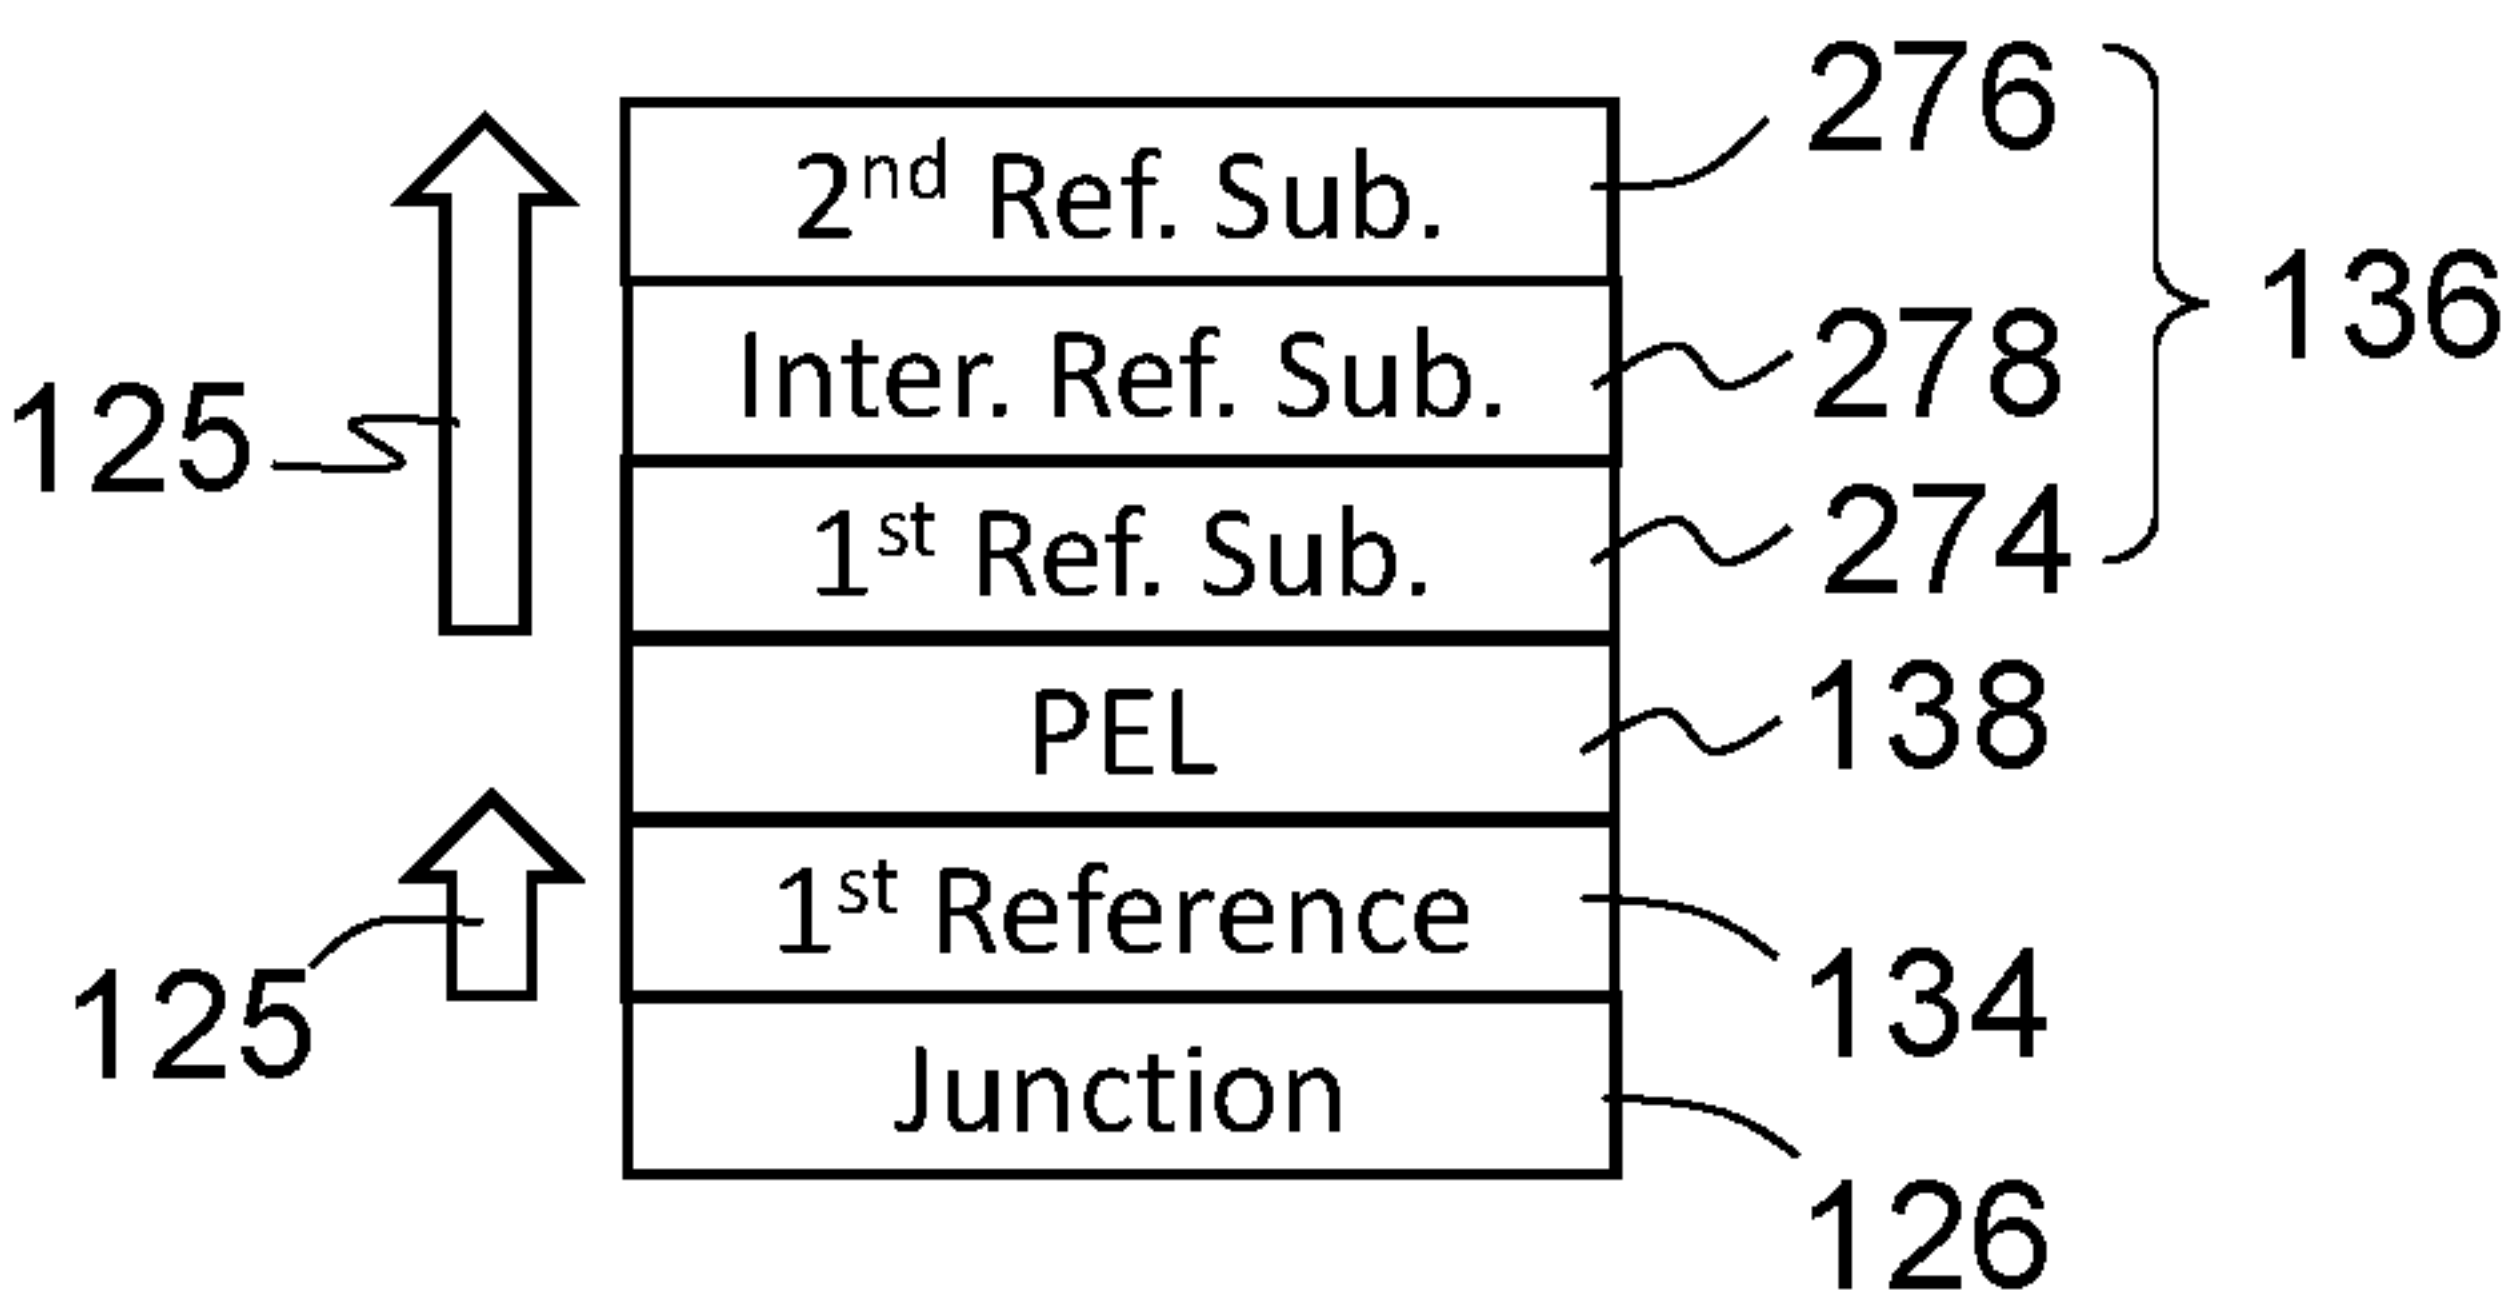 276
2nd Ref. Sub.
136
Inter. Ref. Sub.
278
125
1st Ref. Sub.
274
PEL
138
1st Reference
134
125
Junction
126